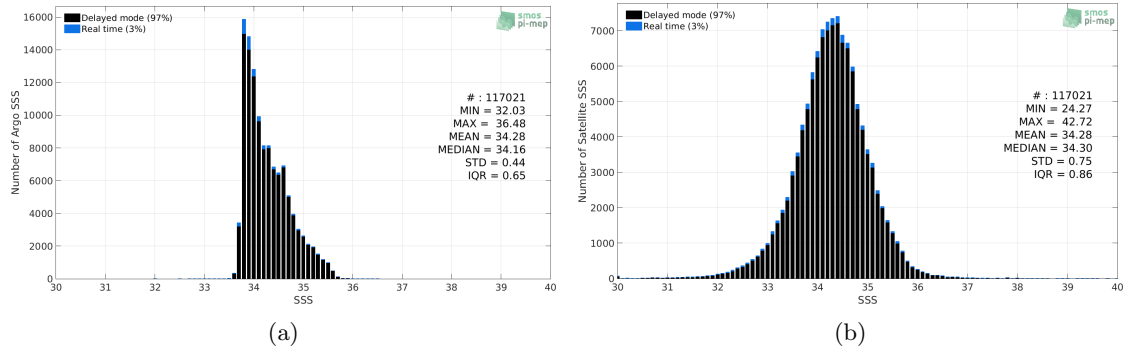 Delayed mode (97%)
Real time (3%)
smos
pi-mep
# : 117021
MIN = 32.03
MAX = 36.48
MEAN = 34.28
MEDIAN = 34.16
STD = 0.44
IQR = 0.65
Number of Argo SSS
16000
14000
12000
10000
8000
6000
4000
2000
0
30 31 32 33 34 35 36 37 38 39 40
SSS
(a)
Delayed mode (97%)
Real time (3%)
smos
pi-mep
# : 117021
MIN = 24.27
MAX = 42.72
MEAN = 34.28
MEDIAN = 34.30
STD = 0.75
IQR = 0.86
Number of Satellite SSS
7000
6000
5000
4000
3000
2000
1000
0
30 31 32 33 34 35 36 37 38 39 40
SSS
(b)